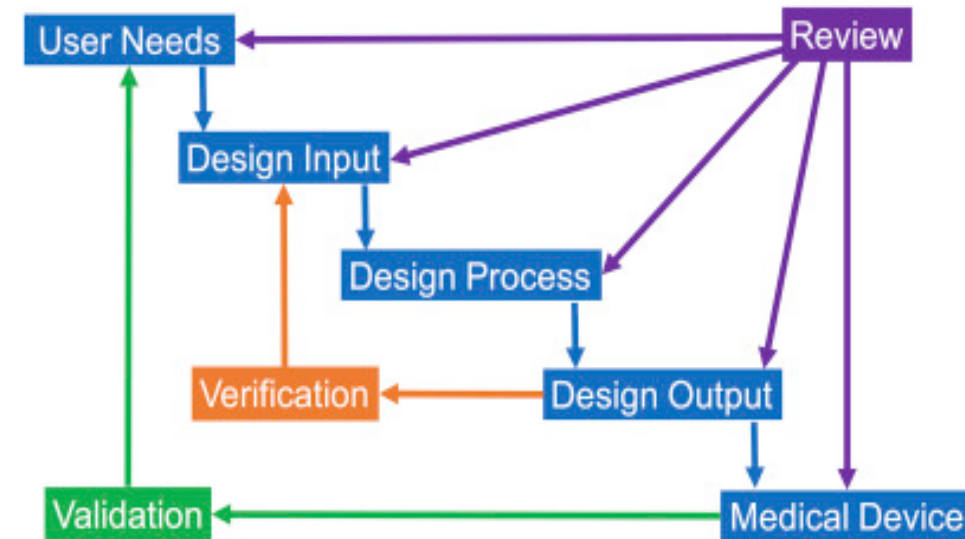 User Needs
Review
Design Input
Design Process
Verification
Design Output
Validation
Medical Device